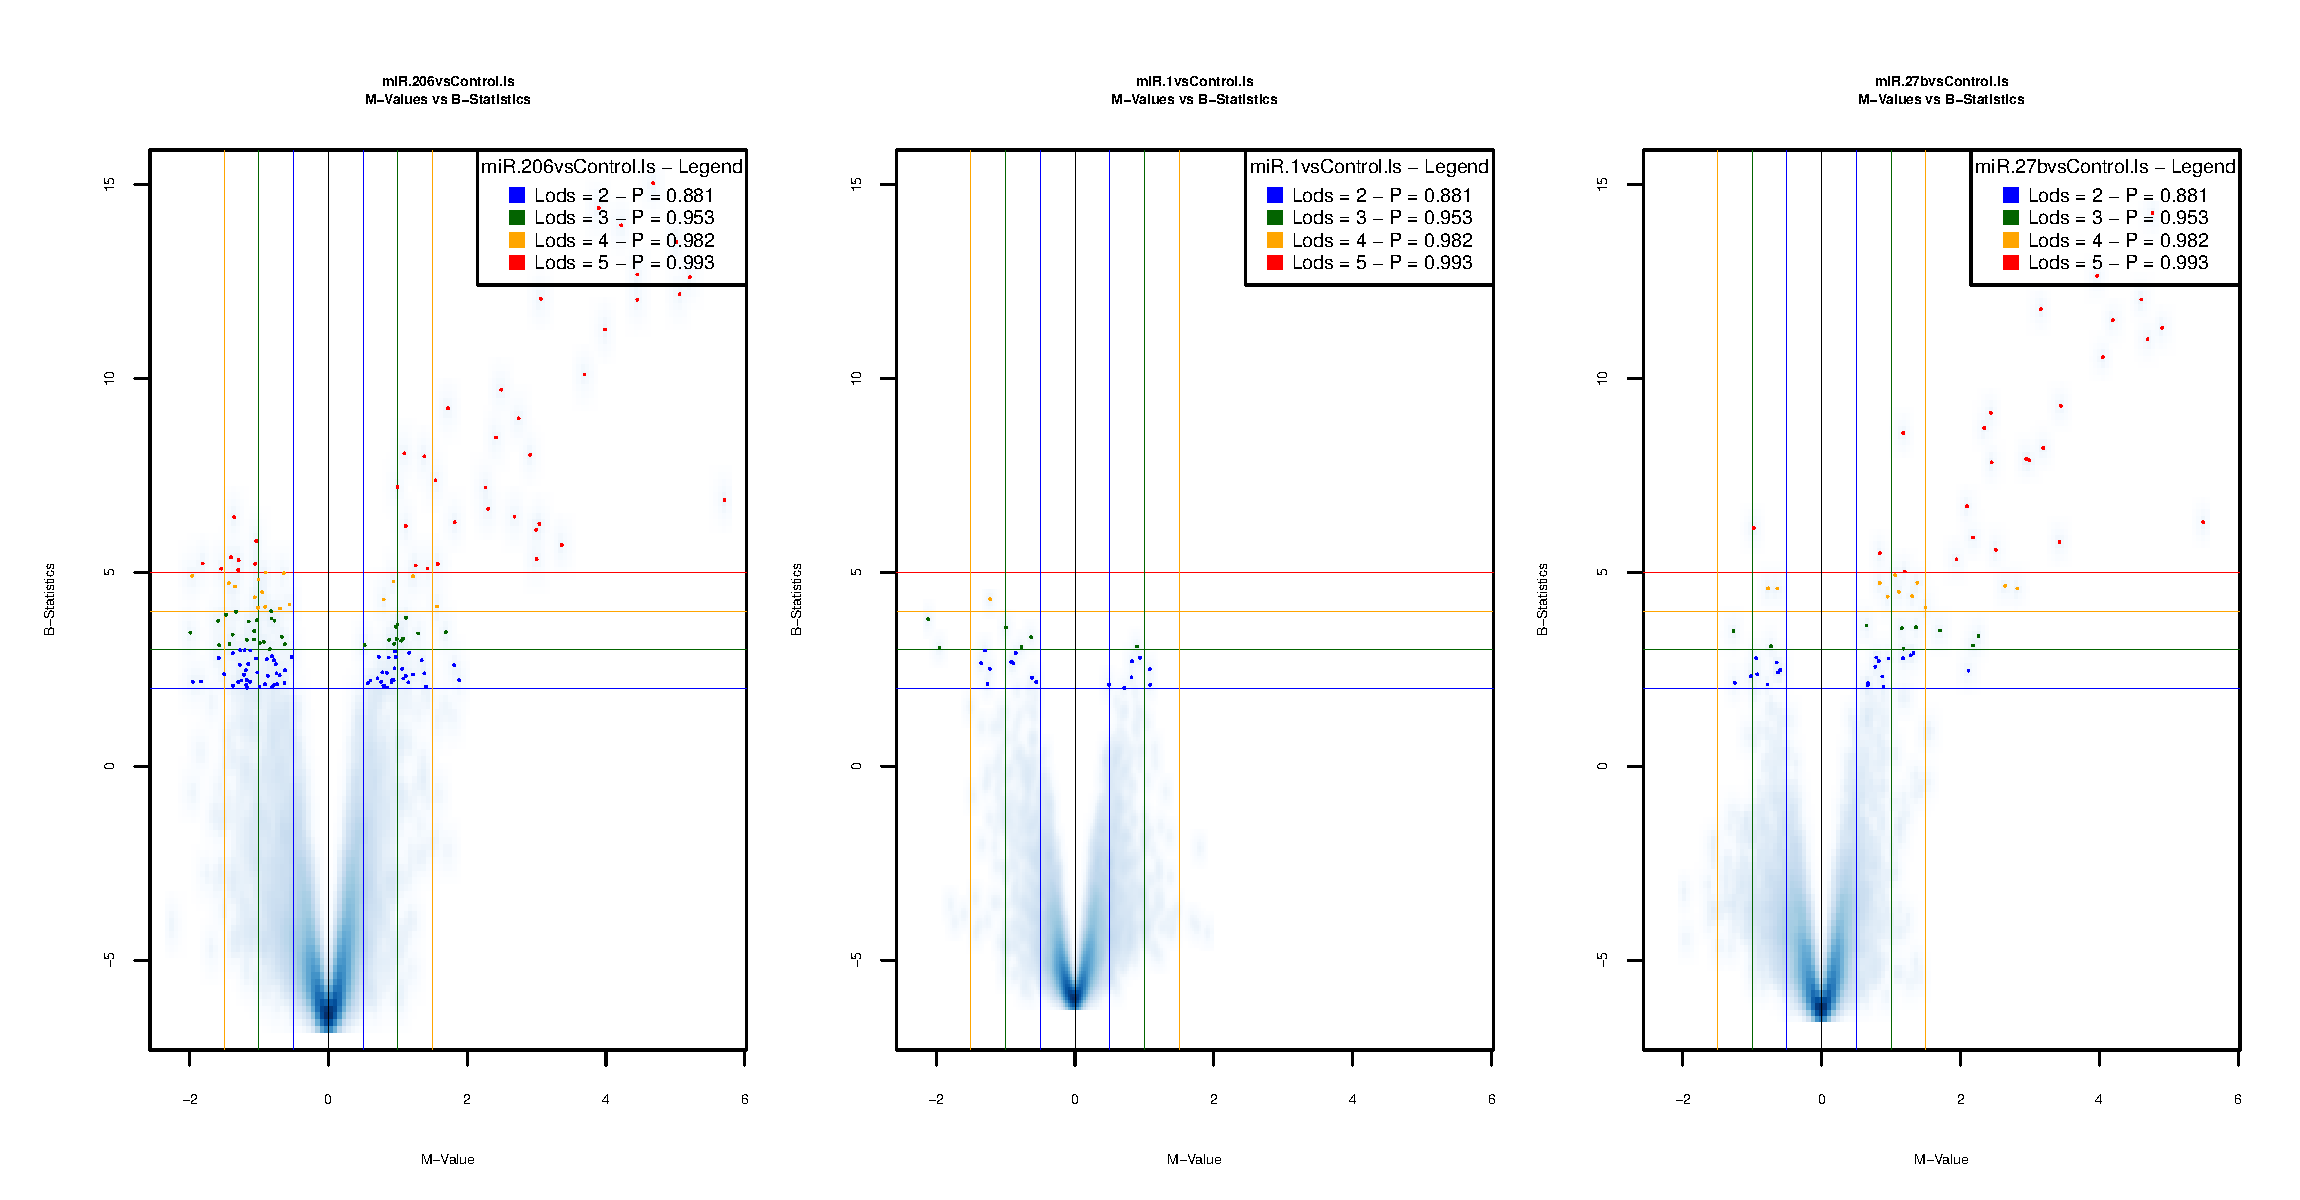 miR.206vsControl.ls
M−Values vs B−Statistics
miR.206vsControl.ls − Legend
Lods = 2 − P = 0.881
Lods = 3 − P = 0.953
Lods = 4 − P = 0.982
Lods = 5 − P = 0.993
15
10
5
0
−5
B−Statistics
−2 0 2 4 6
M−Value
miR.1vsControl.ls
M−Values vs B−Statistics
miR.1vsControl.ls − Legend
Lods = 2 − P = 0.881
Lods = 3 − P = 0.953
Lods = 4 − P = 0.982
Lods = 5 − P = 0.993
15
10
5
0
−5
B−Statistics
−2 0 2 4 6
M−Value
miR.27bvsControl.ls
M−Values vs B−Statistics
miR.27bvsControl.ls − Legend
Lods = 2 − P = 0.881
Lods = 3 − P = 0.953
Lods = 4 − P = 0.982
Lods = 5 − P = 0.993
15
10
5
0
−5
B−Statistics
−2 0 2 4 6
M−Value